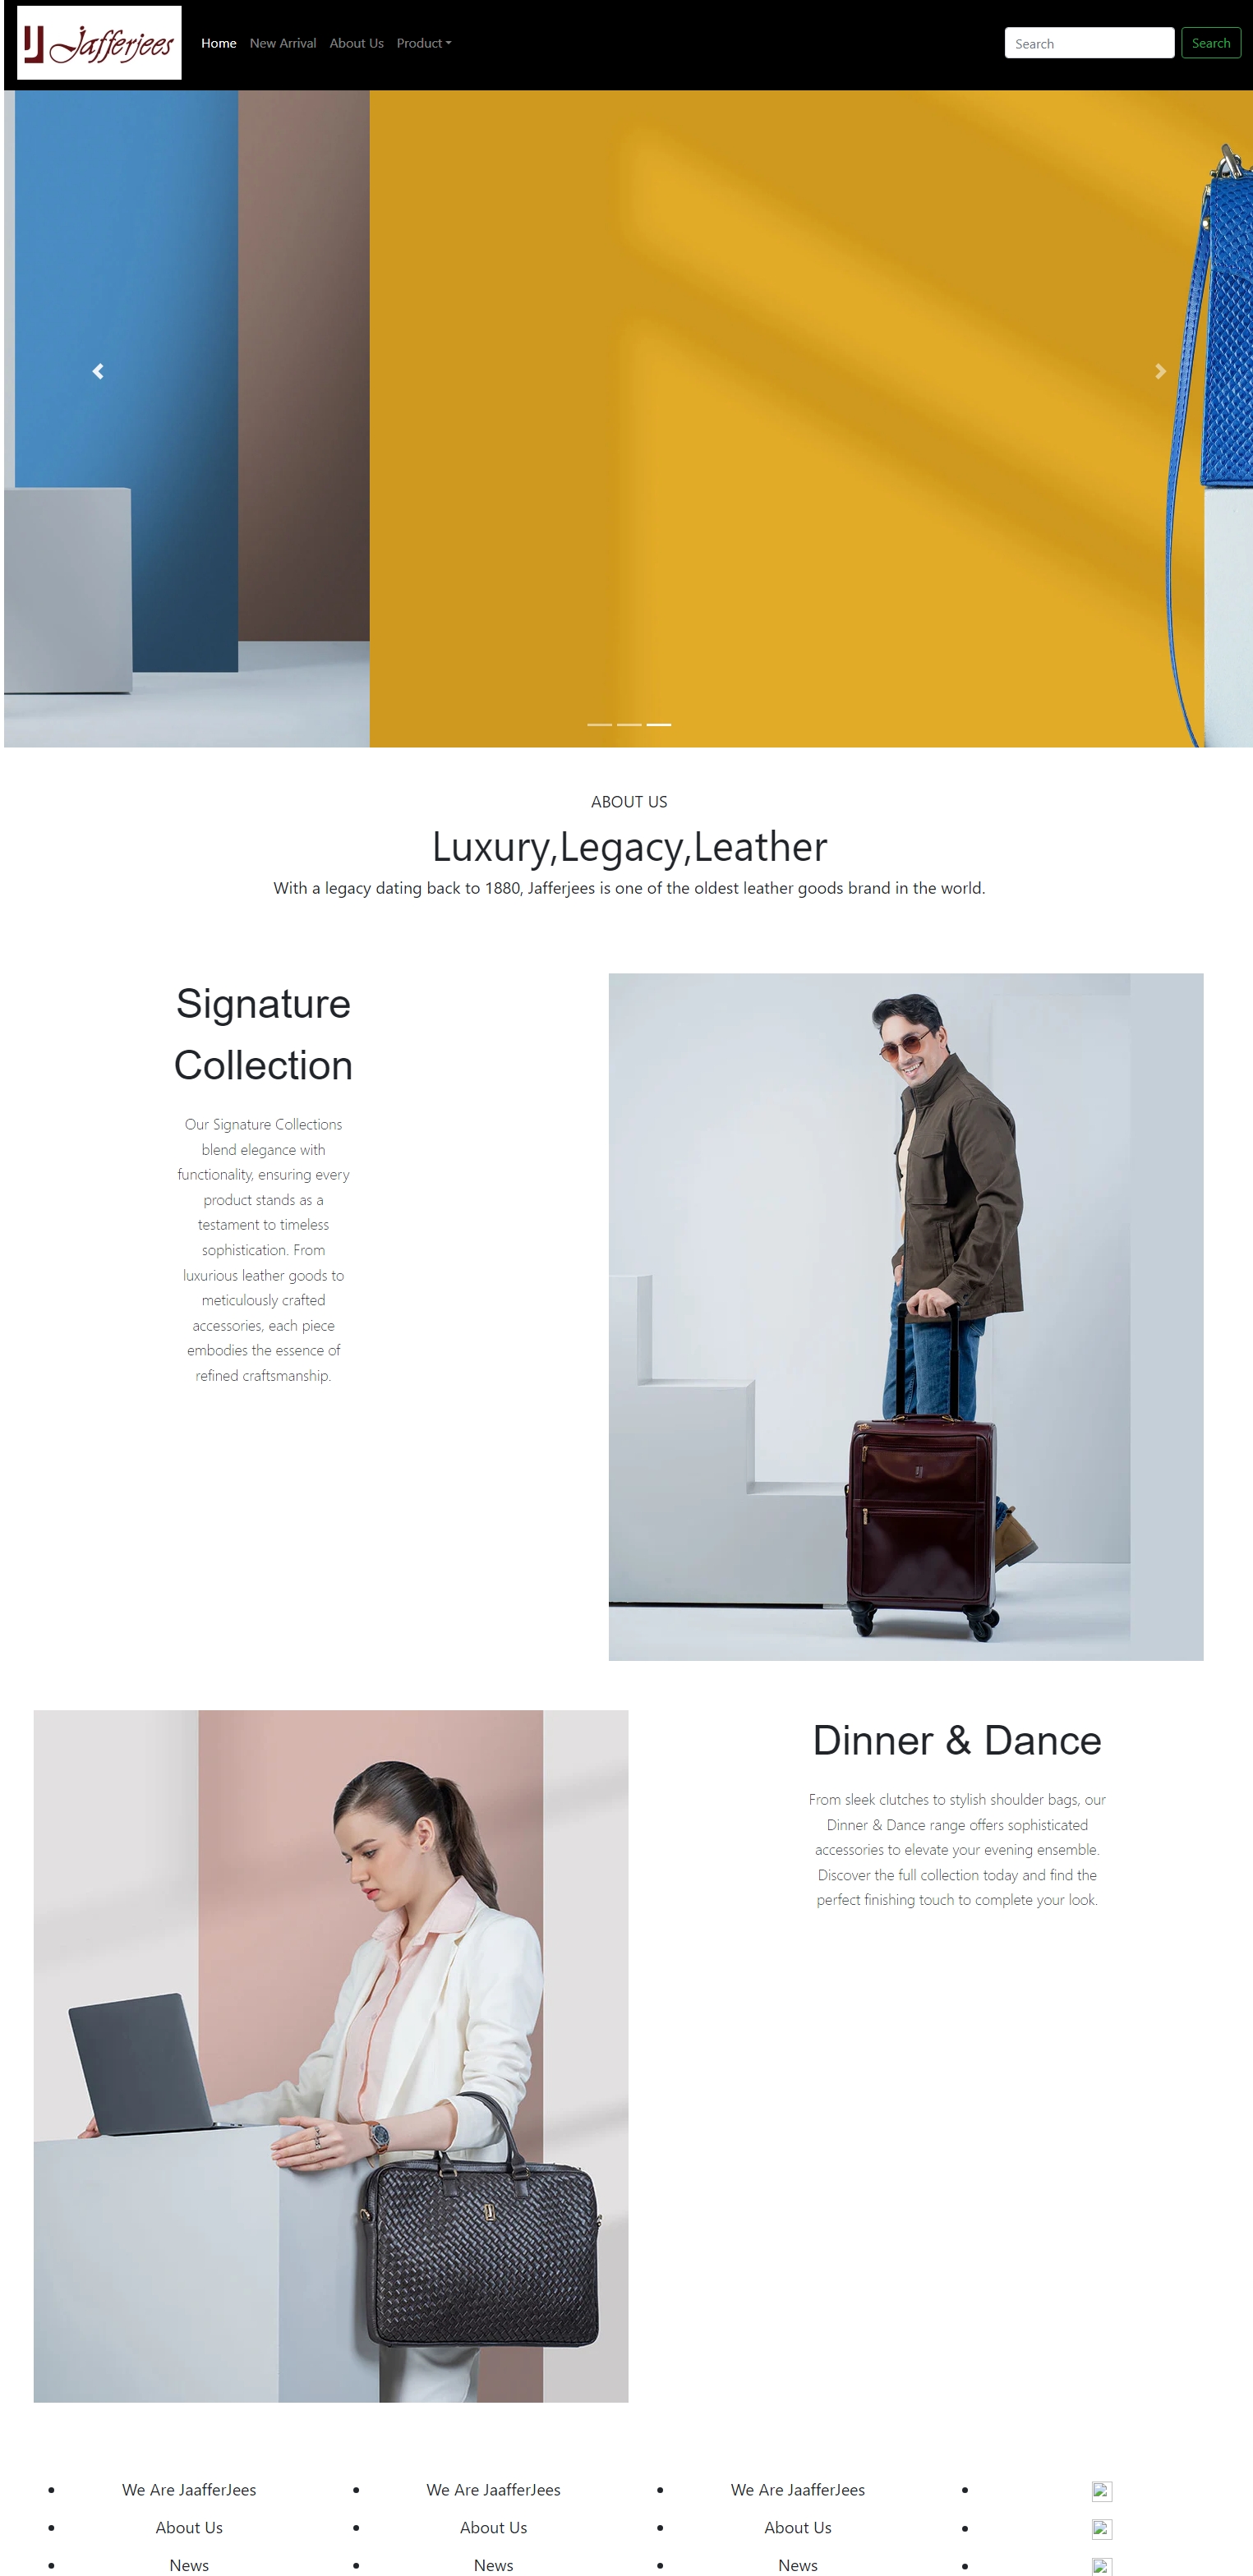 Jafferjees
Home New Arrival About Us Product
Search Search
ABOUT US
Luxury,Legacy,Leather
With a legacy dating back to 1880, Jafferjees is one of the oldest leather goods brand in the world.
Signature
Collection
Our Signature Collections
blend elegance with
functionality, ensuring every
product stands as a
testament to timeless
sophistication. From
luxurious leather goods to
meticulously crafted
accessories, each piece
embodies the essence of
refined craftsmanship.
Dinner & Dance
From sleek clutches to stylish shoulder bags, our
Dinner & Dance range offers sophisticated
accessories to elevate your evening ensemble.
Discover the full collection today and find the
perfect finishing touch to complete your look.
We Are JaafferJees We Are JaafferJees We Are JaafferJees
About Us About Us About Us
News News News